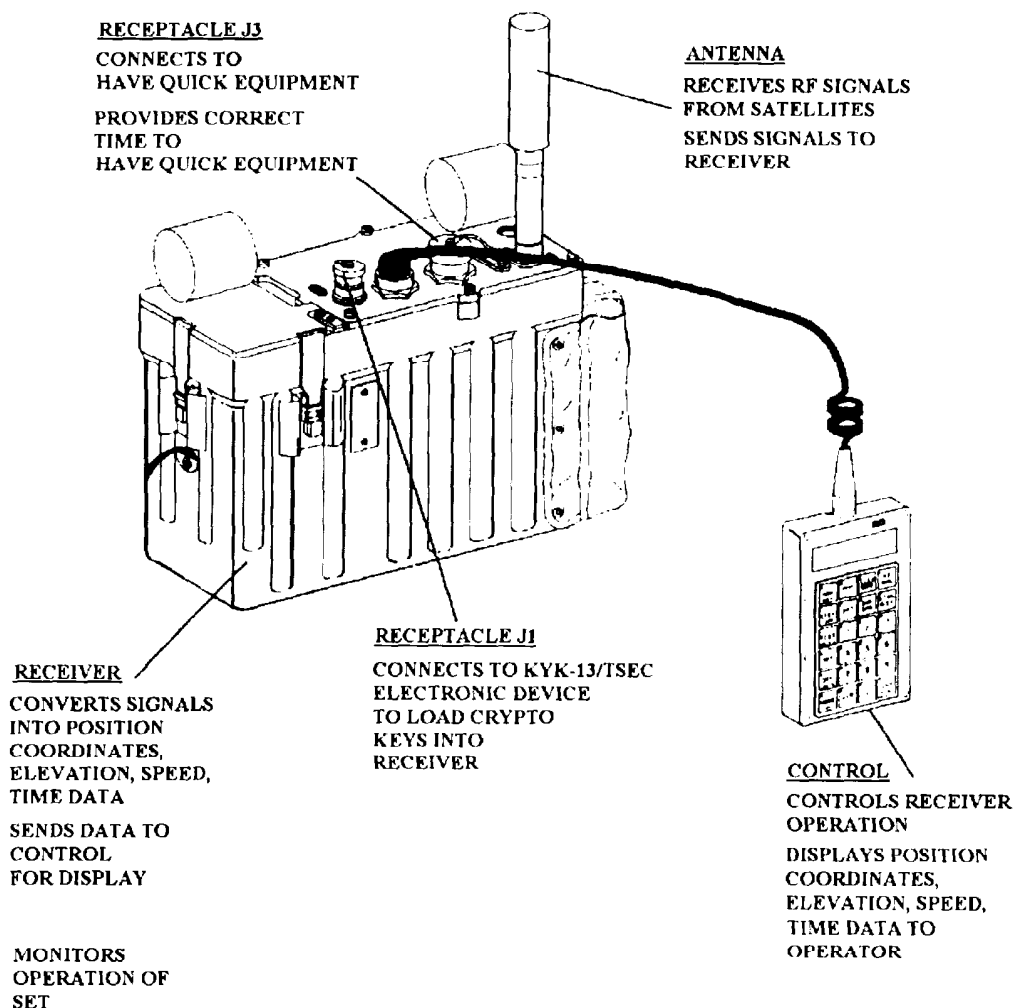 RECEPTACLE J3
CONNECTS TO
HAVE QUICK EQUIPMENT
PROVIDES CORRECT
TIME TO
HAVE QUICK EQUIPMENT
ANTENNA
RECEIVES RF SIGNALS
FROM SATELLITES
SENDS SIGNALS TO
RECEIVER
RECEIVER
CONVERTS SIGNALS
INTO POSITION
COORDINATES,
ELEVATION, SPEED,
TIME DATA
SENDS DATA TO
CONTROL
FOR DISPLAY
MONITORS
OPERATION OF
SET
RECEPTACLE J1
CONNECTS TO KYK-13/TSEC
ELECTRONIC DEVICE
TO LOAD CRYPTO
KEYS INTO
RECEIVER
CONTROL
CONTROLS RECEIVER
OPERATION
DISPLAYS POSITION
COORDINATES,
ELEVATION, SPEED,
TIME DATA TO
OPERATOR